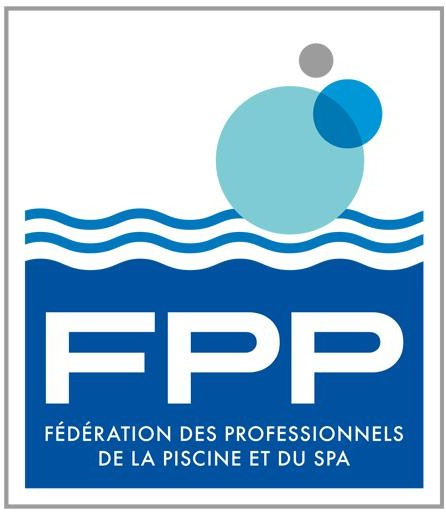 FPP
FÉDÉRATION DES PROFESSIONNELS
DE LA PISCINE ET DU SPA